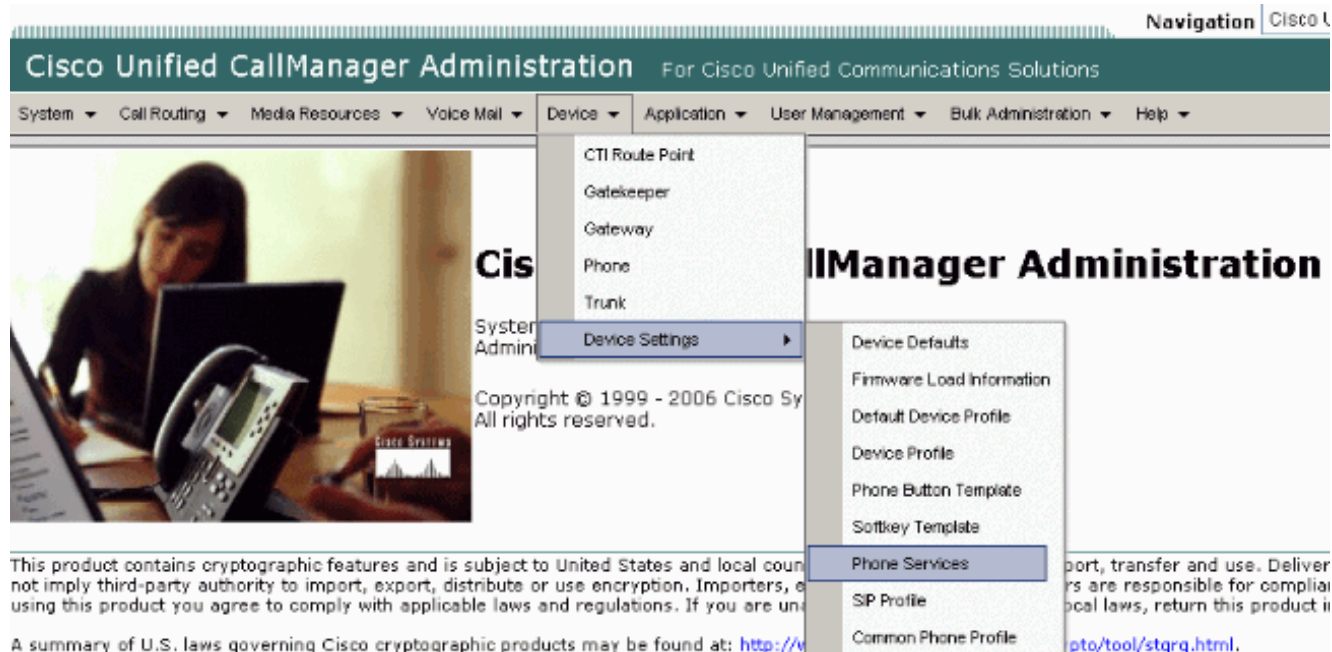 Navigation Cisco U
Cisco Unified CallManager Administration For Cisco Unified Communications Solutions
System Call Routing Media Resources Voice Mail Device Application User Management Bulk Administration Help
CTI Route Point
Gatekeeper
Gateway
Phone
Trunk
Device Settings
Device Defaults
Firmware Load Information
Default Device Profile
Device Profile
Phone Button Template
Softkey Template
Phone Services
SIP Profile
Common Phone Profile
Cis llManager Administration
System
Admini
Copyright © 1999 - 2006 Cisco Sy
All rights reserved.
CISCO SYSTEMS
This product contains cryptographic features and is subject to United States and local coun port, transfer and use. Deliver
not imply third-party authority to import, export, distribute or use encryption. Importers, e rs are responsible for complian
using this product you agree to comply with applicable laws and regulations. If you are una ocal laws, return this product i
A summary of U.S. laws governing Cisco cryptographic products may be found at: http://w pto/tool/stqrg.html.